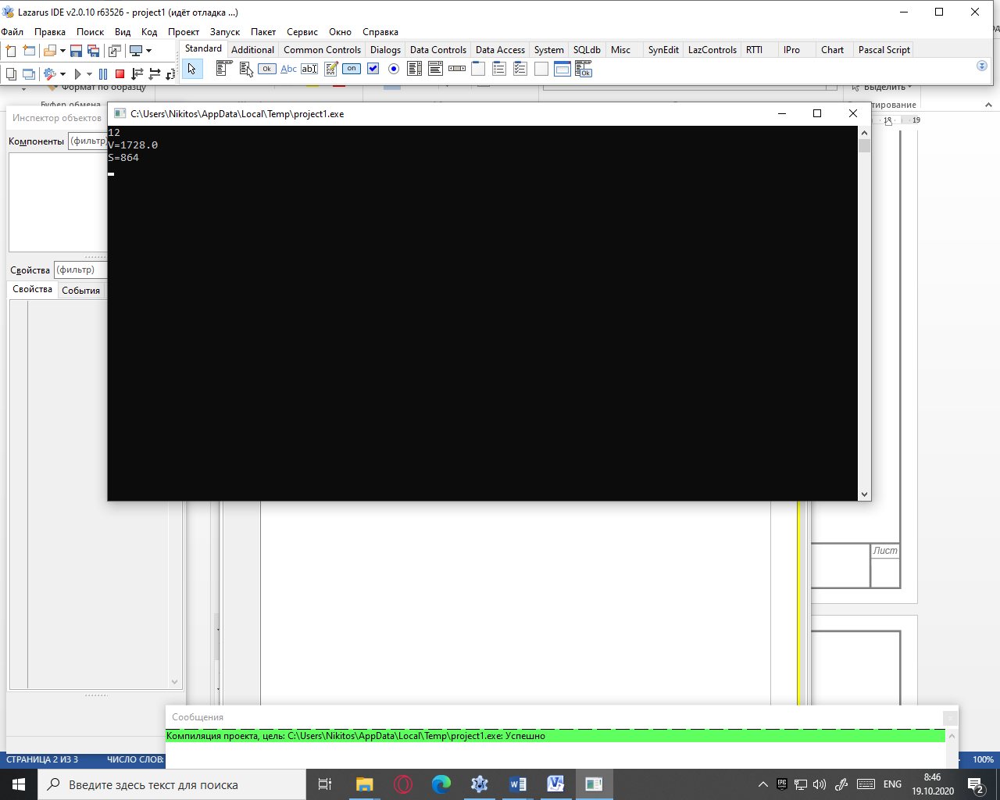 Lazarus IDE v2.0.10 r63526 - project1 (идёт отладка ...)
Файл Правка Поиск Вид Код Проект Запуск Пакет Сервис Окно Справка
Standard Additional Common Controls Dialogs Data Controls Data Access System SQLdb Misc SynEdit LazControls RTTI IPro Chart Pascal Script
Ok Abc ab on Ok
Формат по образцу
Выделить
Буфер обмена
C:\Users\Nikitos\AppData\Local\Temp\project1.exe
12
V=1728.0
S=864
Инспектор объектов
Компоненты (фильтр)
Свойства (фильтр)
Свойства События
18 19
Лист
Сообщения
Компиляция проекта, цель: C:\Users\Nikitos\AppData\Local\Temp\project1.exe: Успешно
СТРАНИЦА 2 ИЗ 3 ЧИСЛО СЛОВ: 100%
Введите здесь текст для поиска
EPIC GAMES ENG 8:46
19.10.2020 2